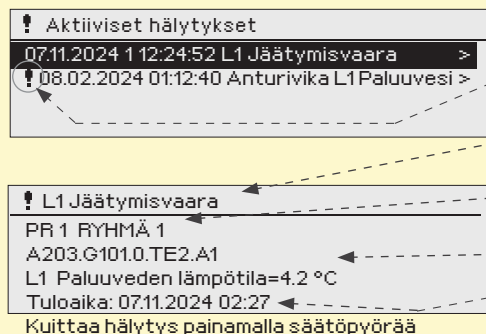 ! Aktiiviset hälytykset
07.11.2024 1 12:24:52 L1 Jäätymisvaara >
! 08.02.2024 01:12:40 Anturivika L1 Paluuvesi >
! L1 Jäätymisvaara
PR 1 RYHMÄ 1
A203.G101.0.TE2.A1
L1 Paluuveden lämpötila=4.2 °C
Tuloaika: 07.11.2024 02:27
Kuittaa hälytys painamalla säätöpyörää